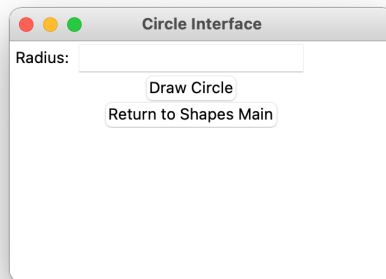 Circle Interface
Radius:
Draw Circle
Return to Shapes Main